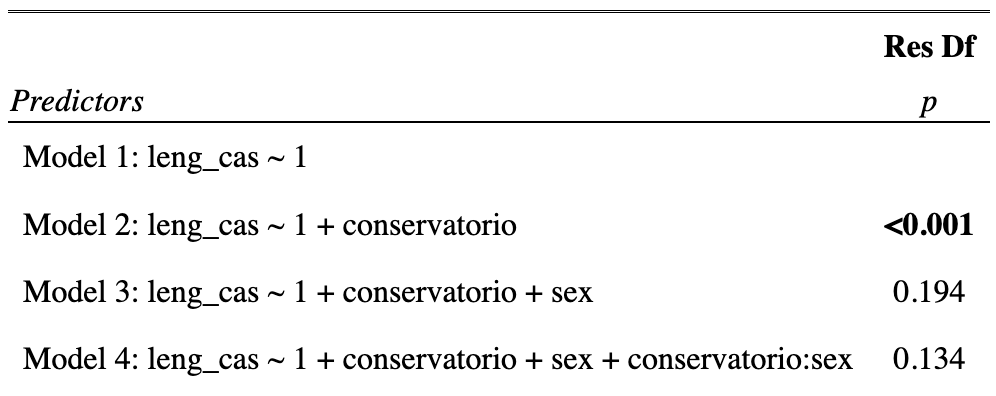 Res Df
Predictors p
Model 1: leng_cas ~ 1
Model 2: leng_cas ~ 1 + conservatorio <0.001
Model 3: leng_cas ~ 1 + conservatorio + sex 0.194
Model 4: leng_cas ~ 1 + conservatorio + sex + conservatorio:sex 0.134